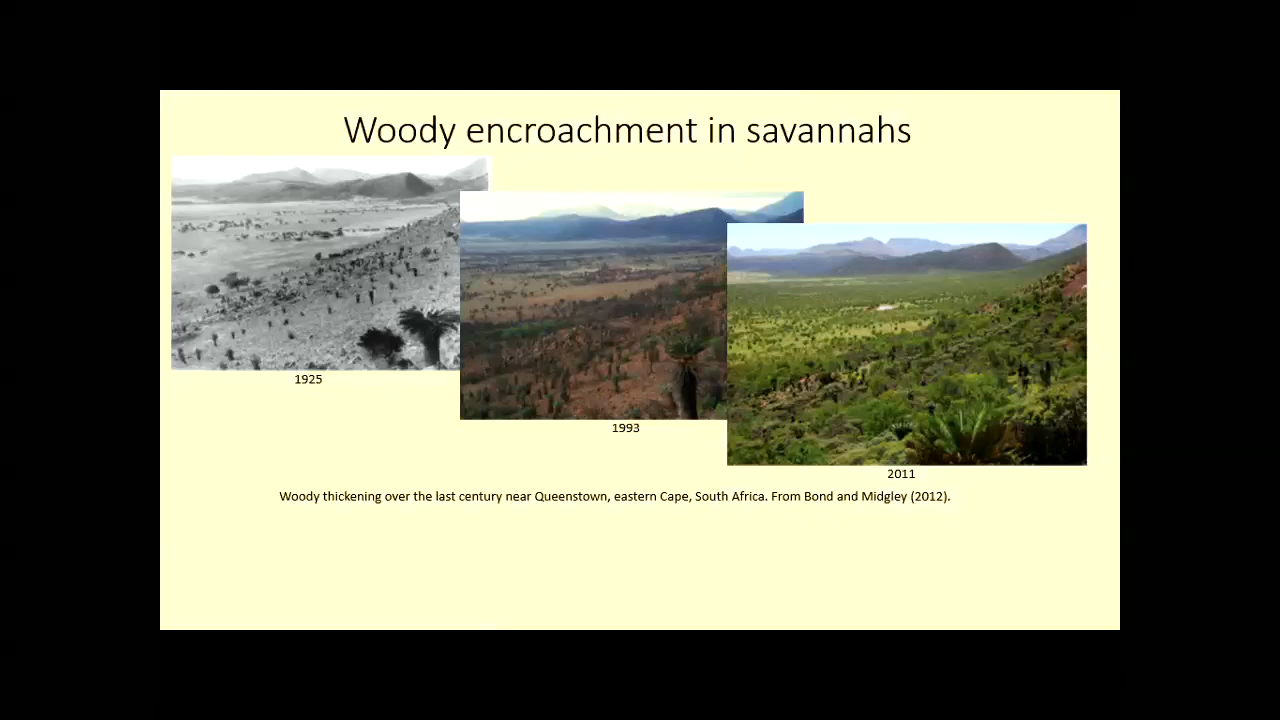 Woody encroachment in savannahs
1925
1993
2011
Woody thickening over the last century near Queenstown, eastern Cape, South Africa. From Bond and Midgley (2012).